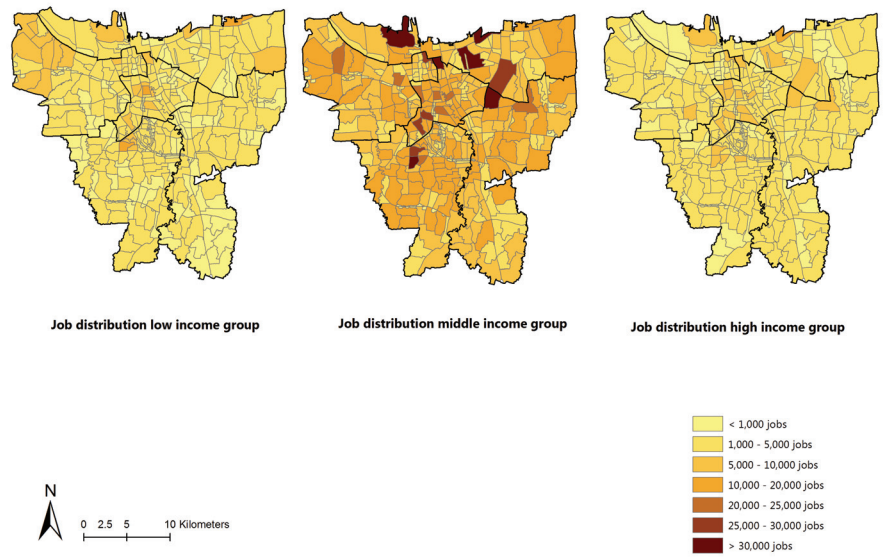 Job distribution low income group
Job distribution middle income group
Job distribution high income group
< 1,000 jobs
1,000 - 5,000 jobs
5,000 - 10,000 jobs
10,000 - 20,000 jobs
20,000 - 25,000 jobs
25,000 - 30,000 jobs
> 30,000 jobs
N
0 2.5 5 10 Kilometers